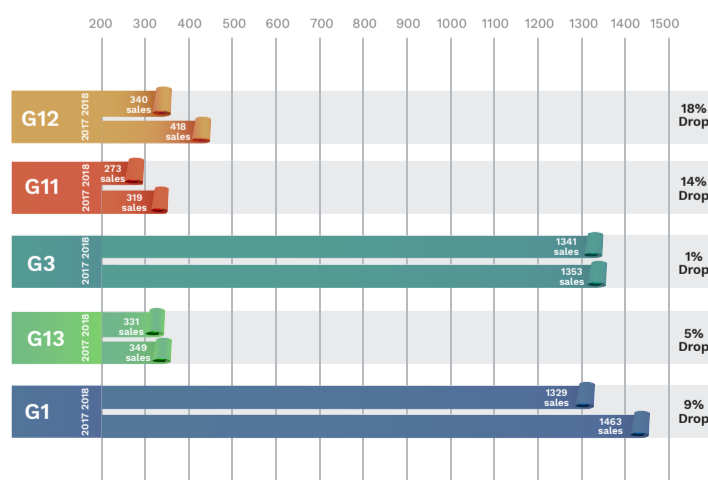 200 300 400 500 600 700 800 900 1000 1100 1200 1300 1400 1500
G12
2017 2018
340
sales
418
sales
18%
Drop
G11
2017 2018
273
sales
319
sales
14%
Drop
G3
2017 2018
1341
sales
1353
sales
1%
Drop
G13
2017 2018
331
sales
349
sales
5%
Drop
G1
2017 2018
1329
sales
1463
sales
9%
Drop